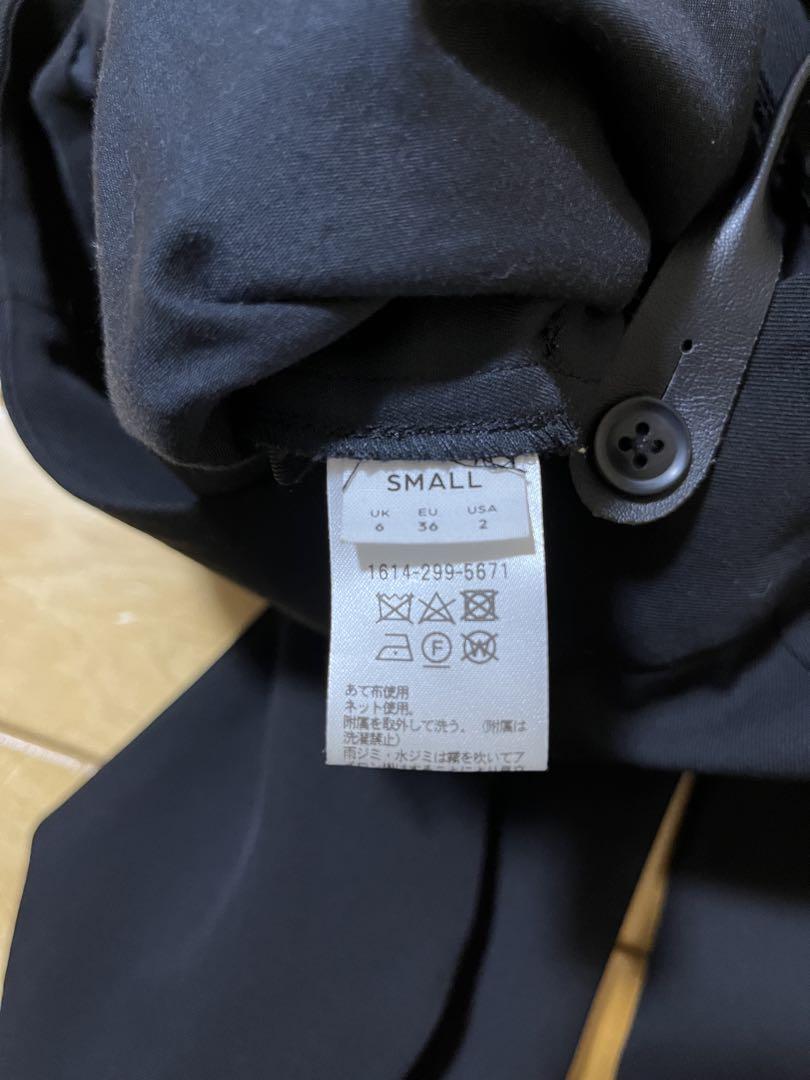 SMALL
UK EU USA
6 36 2
1614-299-5671
F W
あて布使用
ネット使用。
附属を取外して洗う。（附属は
洗濯禁止）
雨ジミ・水ジミは霧を吹いてア